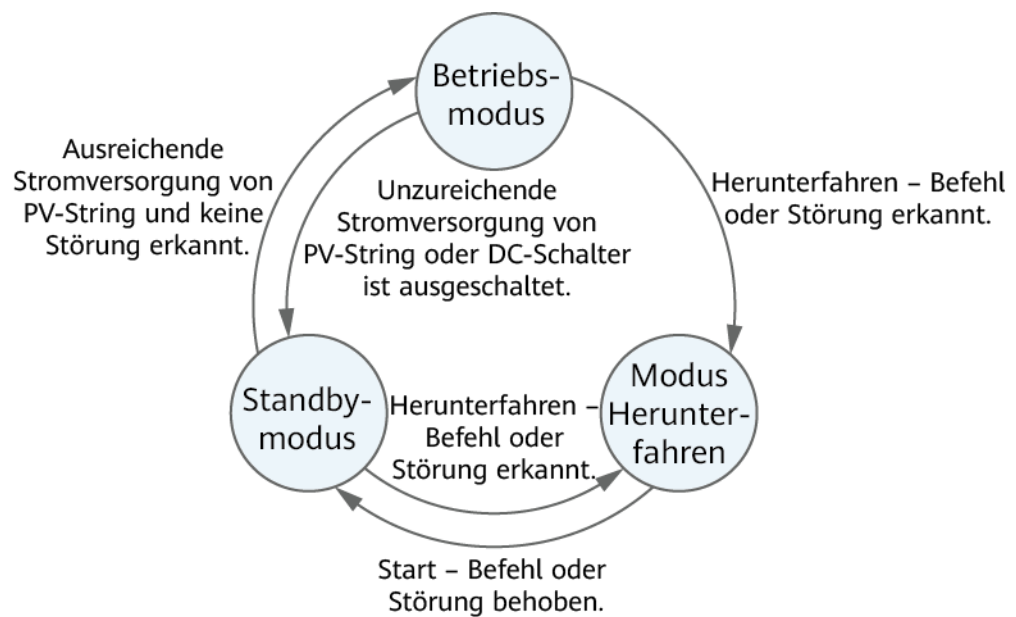 Betriebs-
modus
Ausreichende
Stromversorgung von
PV-String und keine
Störung erkannt.
Unzureichende
Stromversorgung von
PV-String oder DC-Schalter
ist ausgeschaltet.
Herunterfahren – Befehl
oder Störung erkannt.
Standby-
modus
Herunterfahren –
Befehl oder
Störung erkannt.
Modus
Herunter-
fahren
Start – Befehl oder
Störung behoben.